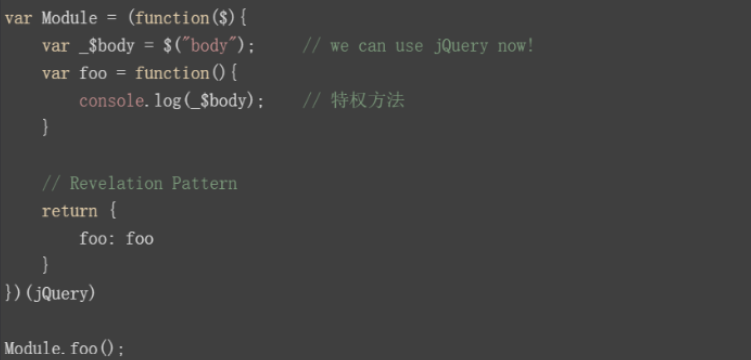 var Module = (function($){
    var _$body = $("body");     // we can use jQuery now!
    var foo = function(){
        console.log(_$body);    // 特权方法
    }

    // Revelation Pattern
    return {
        foo: foo
    }
})(jQuery)

Module.foo();